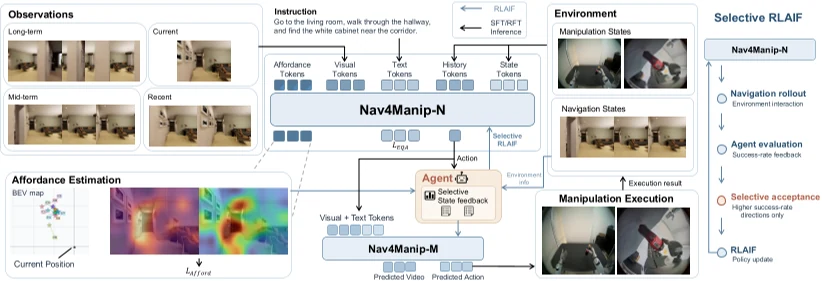 Observations
Long-term
Current
Mid-term
Recent
Instruction
Go to the living room, walk through the hallway,
and find the white cabinet near the corridor.
RLAIF
SFT/RFT
Inference
Affordance
Tokens
Visual
Tokens
Text
Tokens
History
Tokens
State
Tokens
Nav4Manip-N
L_EQA
Selective
RLAIF
Action
Affordance Estimation
BEV map
Current Position
L_Afford
Agent
Selective
State feedback
Environment
info
Visual + Text Tokens
Nav4Manip-M
Predicted Video
Predicted Action
Environment
Manipulation States
Navigation States
Execution result
Manipulation Execution
Selective RLAIF
Nav4Manip-N
Navigation rollout
Environment interaction
Agent evaluation
Success-rate feedback
Selective acceptance
Higher success-rate
directions only
RLAIF
Policy update